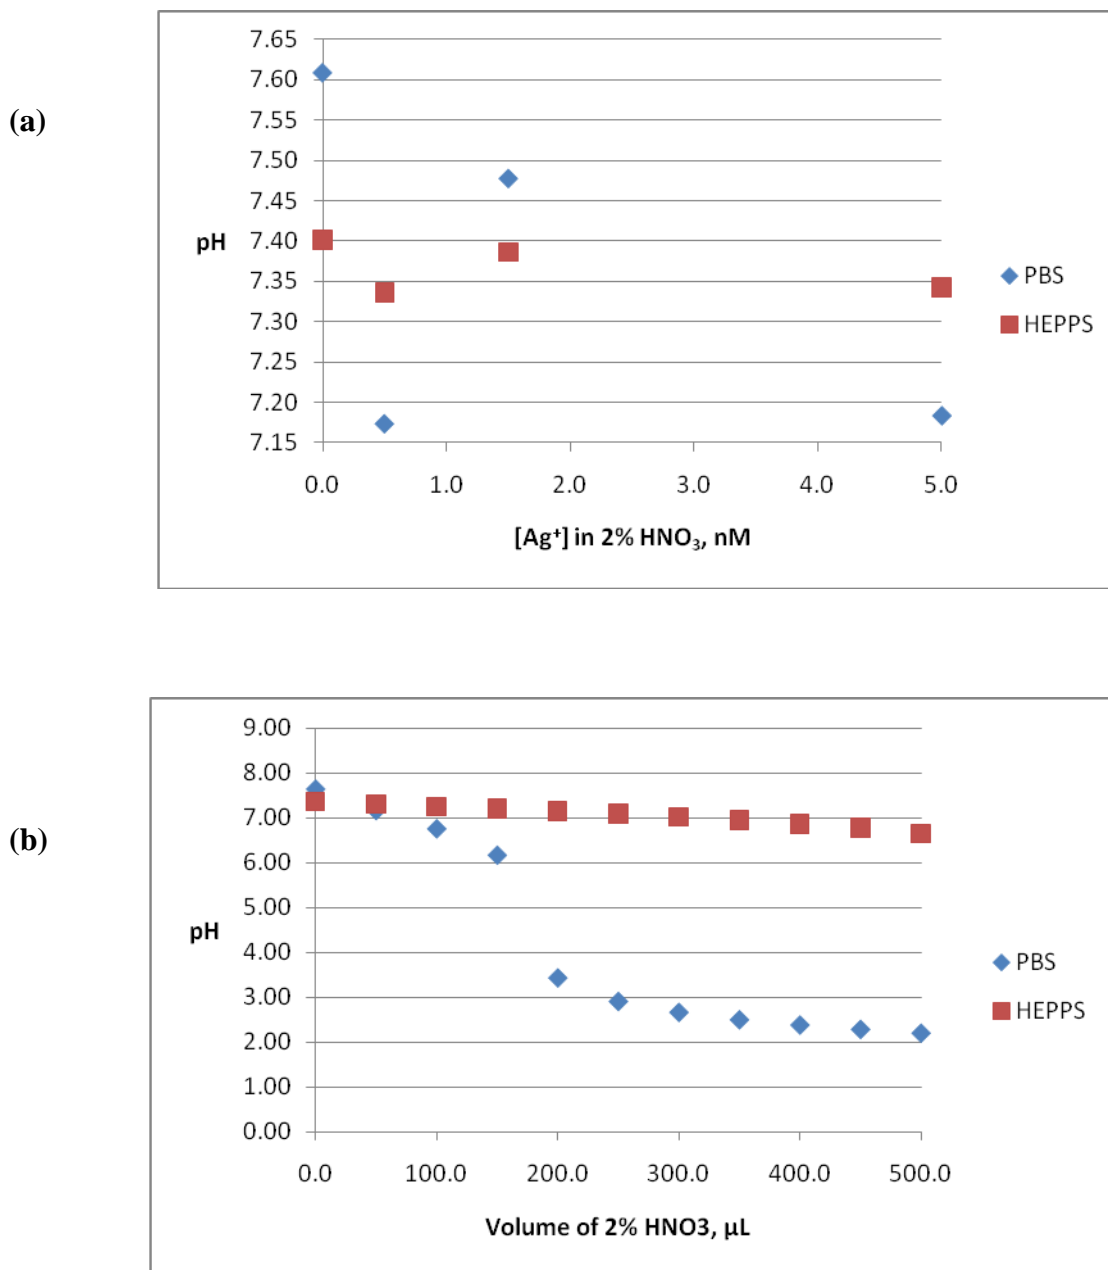 (a)
7.65
7.60
7.55
7.50
7.45
7.40
7.35
7.30
7.25
7.20
7.15
pH
0.0 1.0 2.0 3.0 4.0 5.0
[Ag⁺] in 2% HNO₃, nM
PBS
HEPPS
(b)
9.00
8.00
7.00
6.00
5.00
4.00
3.00
2.00
1.00
0.00
pH
0.0 100.0 200.0 300.0 400.0 500.0
Volume of 2% HNO3, µL
PBS
HEPPS